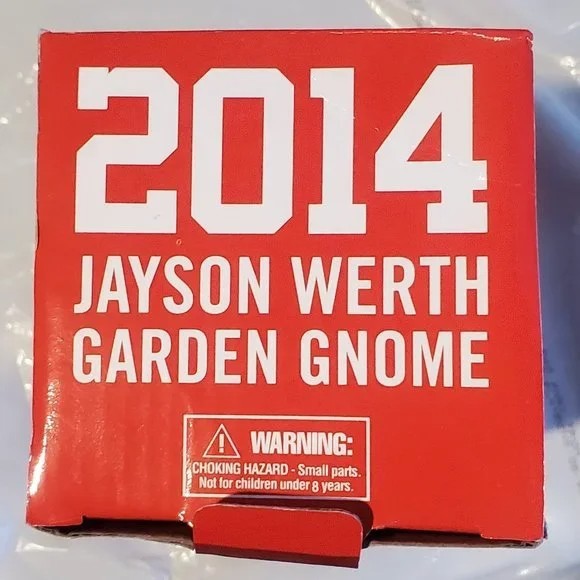 2014
JAYSON WERTH
GARDEN GNOME
WARNING:
CHOKING HAZARD - Small parts.
Not for children under 8 years.